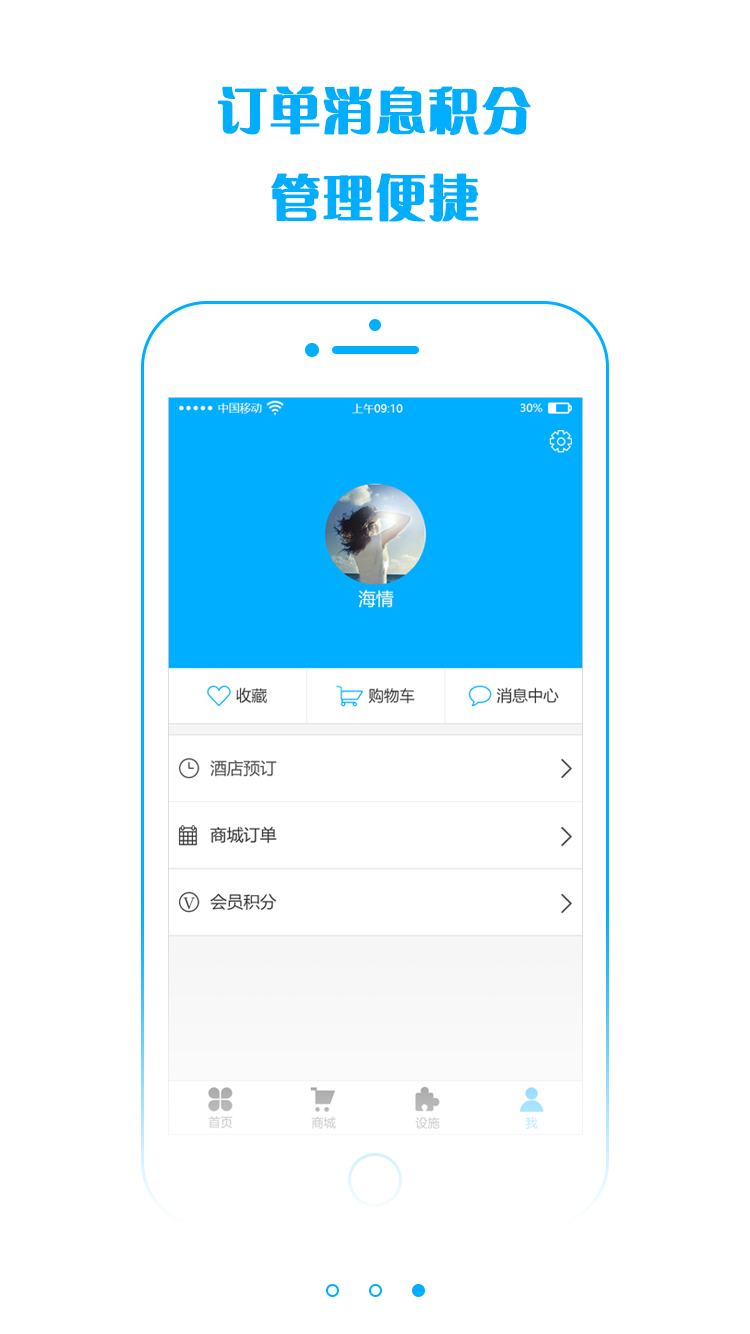 订单消息积分
管理便捷
中国移动 上午09:10 30%
海情
收藏 购物车 消息中心
酒店预订
商城订单
V 会员积分
首页 商城 设施 我